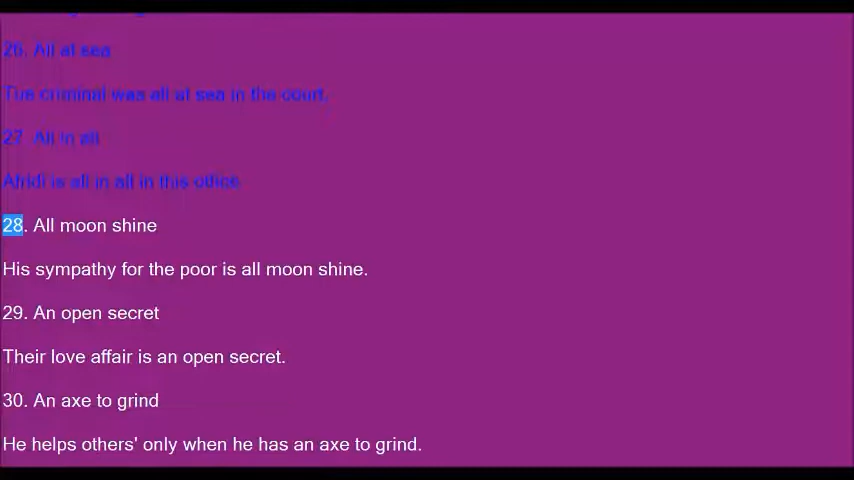 26. All at sea
The criminal was all at sea in the court.
27. All in all
Afridi is all in all in this office.
28. All moon shine
His sympathy for the poor is all moon shine.
29. An open secret
Their love affair is an open secret.
30. An axe to grind
He helps others' only when he has an axe to grind.